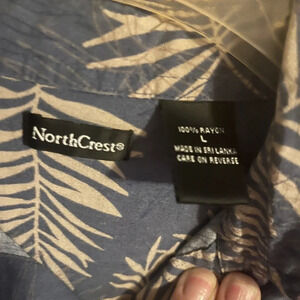 NorthCrest®
100% RAYON
L
MADE IN SRI LANKA
CARE ON REVERSE